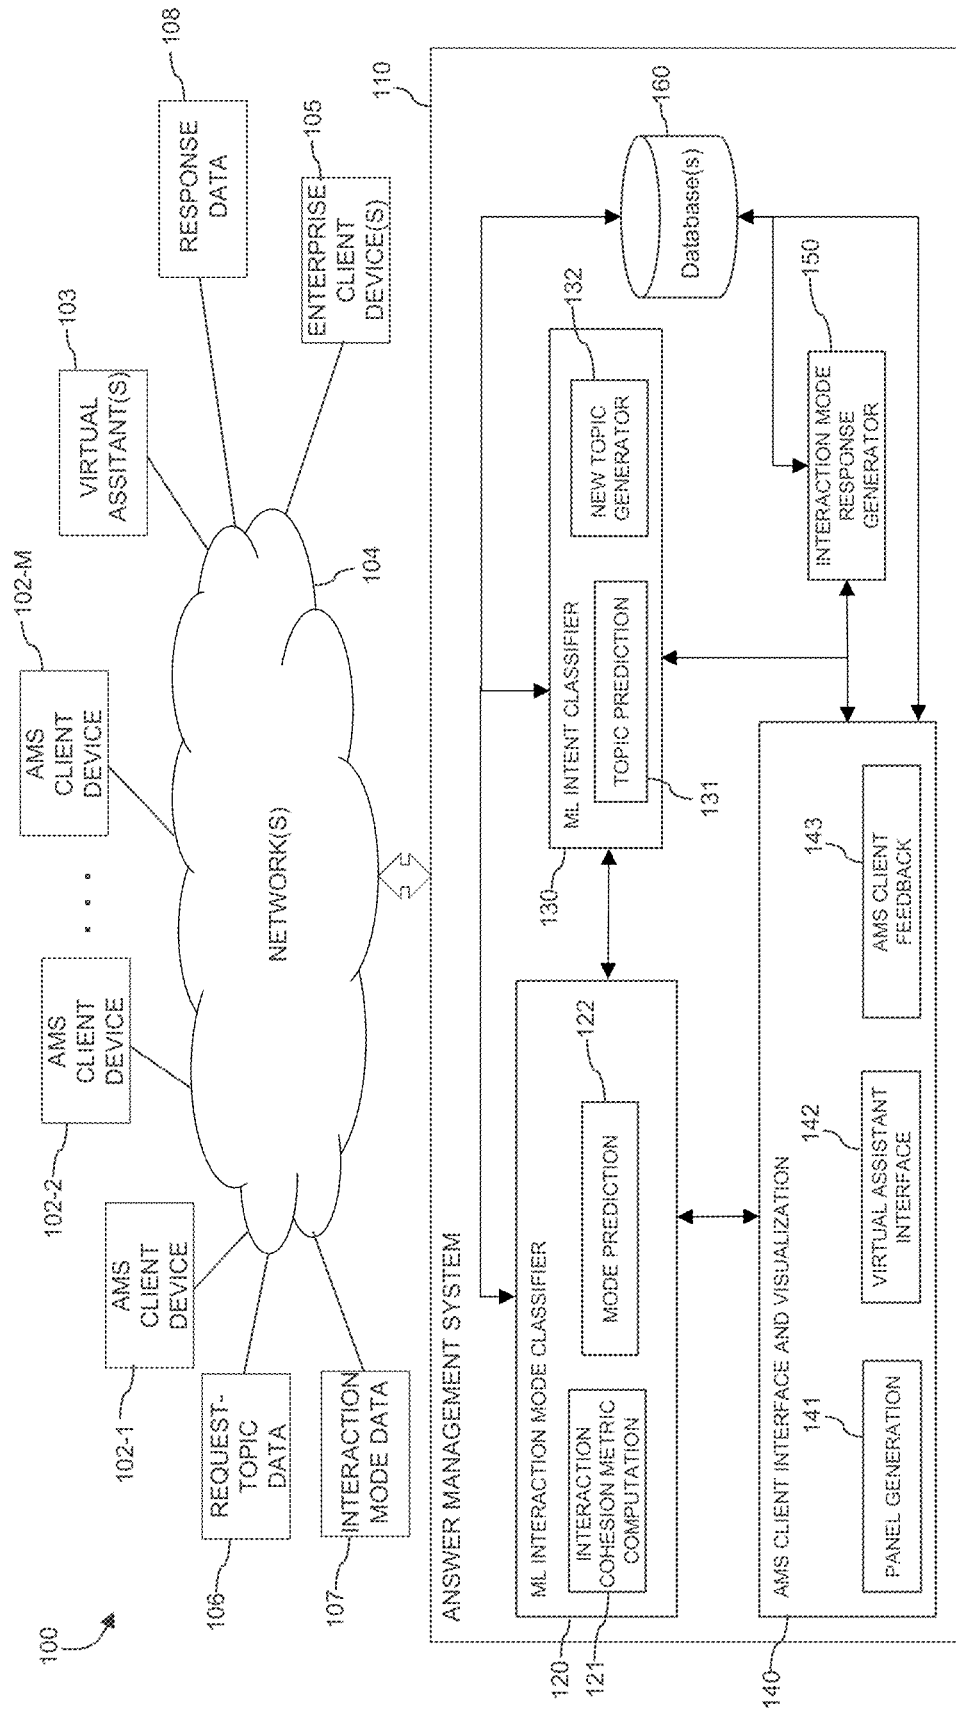 100
102-1
AMS
CLIENT
DEVICE
102-2
AMS
CLIENT
DEVICE
. . .
AMS
CLIENT
DEVICE
102-M
VIRTUAL
ASSITANT(S)
103
RESPONSE
DATA
108
106
REQUEST-
TOPIC
DATA
107
INTERACTION
MODE DATA
NETWORK(S)
104
ENTERPRISE
CLIENT
DEVICE(S)
105
110
ANSWER MANAGEMENT SYSTEM
120
ML INTERACTION MODE CLASSIFIER
121
INTERACTION
COHESION METRIC
COMPUTATION
MODE PREDICTION
122
130
ML INTENT CLASSIFIER
TOPIC PREDICTION
131
NEW TOPIC
GENERATOR
132
Database(s)
160
140
AMS CLIENT INTERFACE AND VISUALIZATION
PANEL GENERATION
141
VIRTUAL ASSISTANT
INTERFACE
142
AMS CLIENT
FEEDBACK
143
INTERACTION MODE
RESPONSE
GENERATOR
150